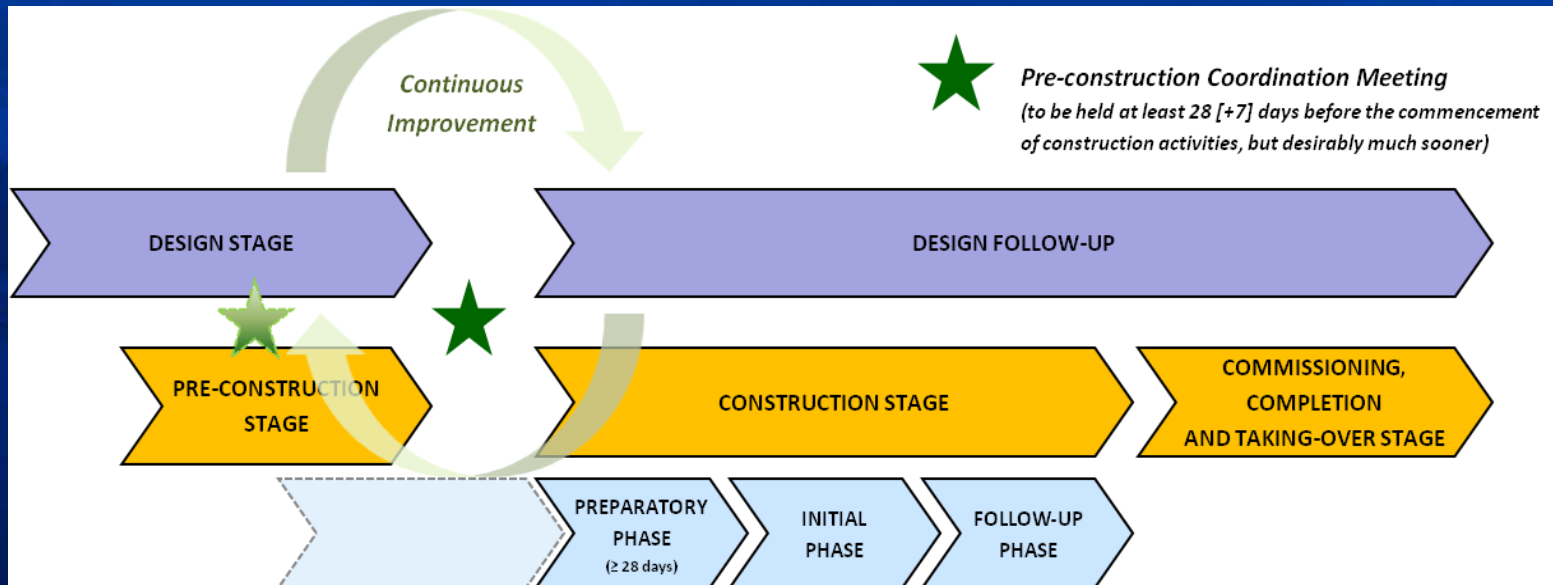 Continuous
Improvement
Pre-construction Coordination Meeting
(to be held at least 28 [+7] days before the commencement
of construction activities, but desirably much sooner)
DESIGN STAGE
DESIGN FOLLOW-UP
PRE-CONSTRUCTION
STAGE
CONSTRUCTION STAGE
COMMISSIONING,
COMPLETION
AND TAKING-OVER STAGE
PREPARATORY
PHASE
(≥ 28 days)
INITIAL
PHASE
FOLLOW-UP
PHASE